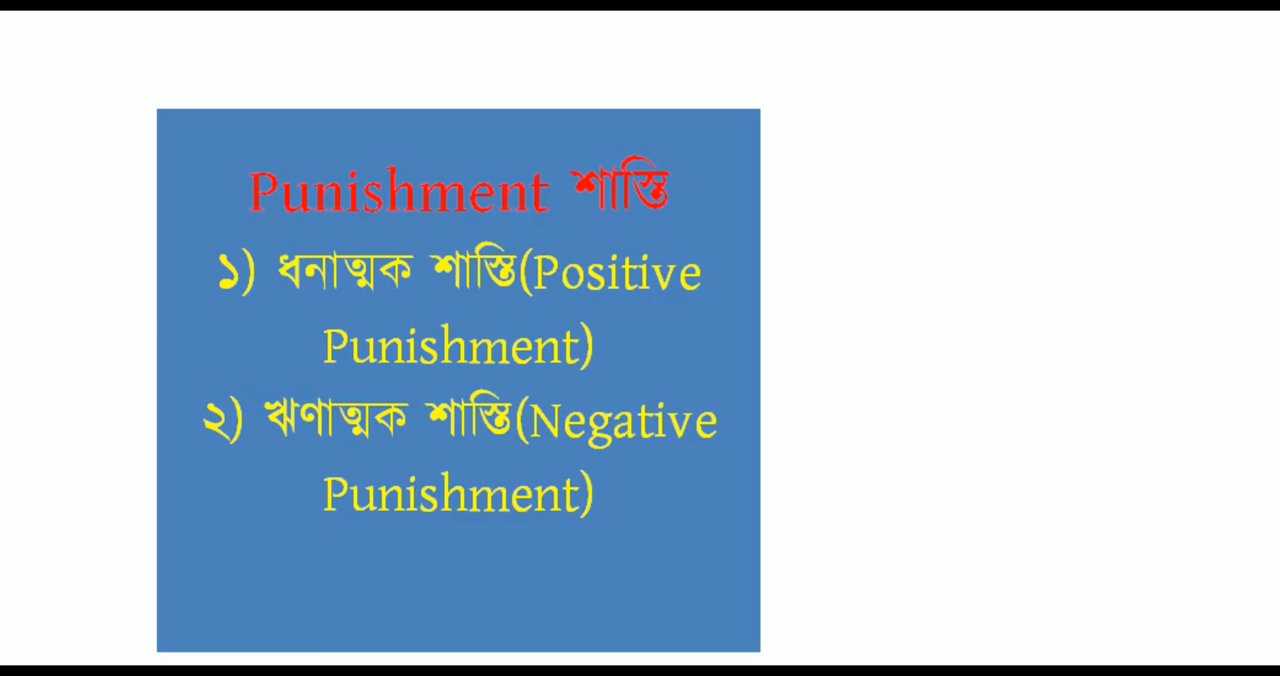 Punishment শাস্তি
১) ধনাত্মক শাস্তি(Positive
Punishment)
২) ঋণাত্মক শাস্তি(Negative
Punishment)